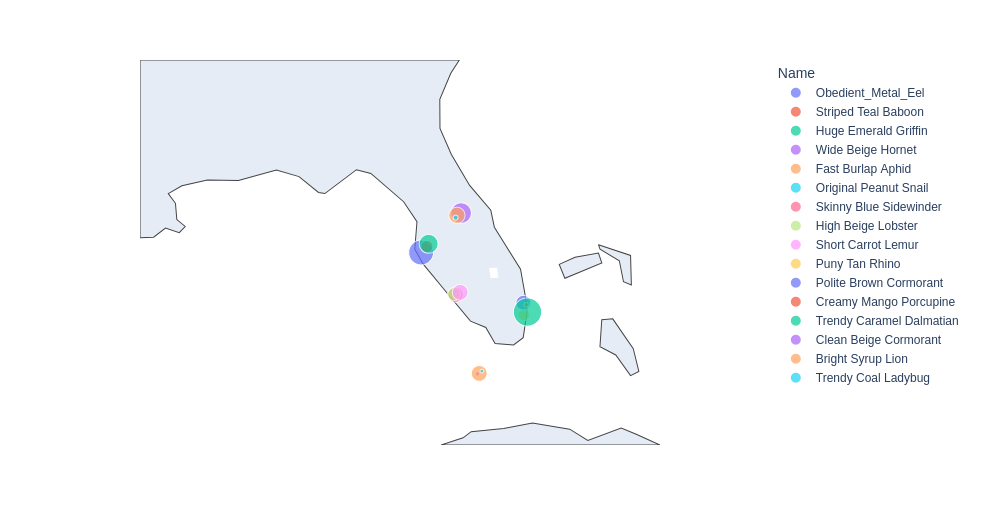 Name
Obedient_Metal_Eel
Striped Teal Baboon
Huge Emerald Griffin
Wide Beige Hornet
Fast Burlap Aphid
Original Peanut Snail
Skinny Blue Sidewinder
High Beige Lobster
Short Carrot Lemur
Puny Tan Rhino
Polite Brown Cormorant
Creamy Mango Porcupine
Trendy Caramel Dalmatian
Clean Beige Cormorant
Bright Syrup Lion
Trendy Coal Ladybug